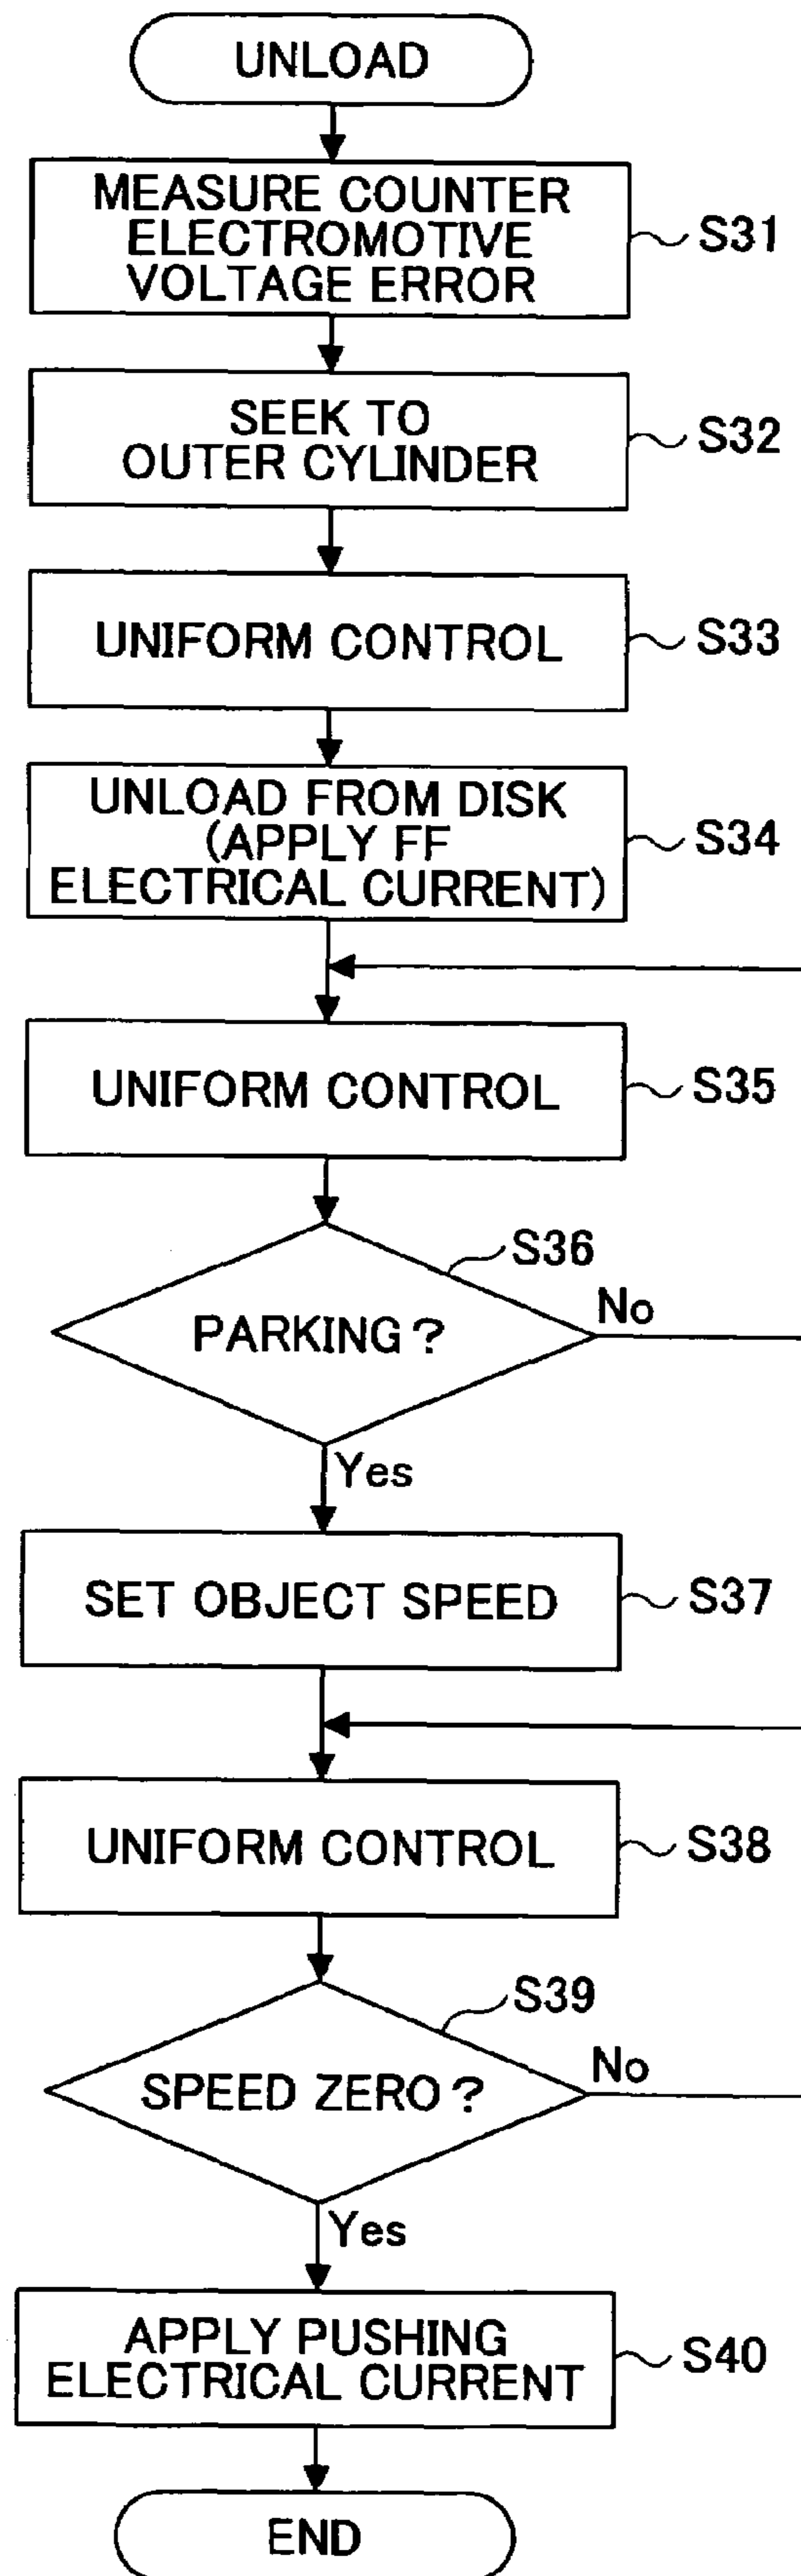 UNLOAD
MEASURE COUNTER
ELECTROMOTIVE
VOLTAGE ERROR
S31
SEEK TO
OUTER CYLINDER
S32
UNIFORM CONTROL
S33
UNLOAD FROM DISK
(APPLY FF
ELECTRICAL CURRENT)
S34
UNIFORM CONTROL
S35
S36
PARKING?
No
Yes
SET OBJECT SPEED
S37
UNIFORM CONTROL
S38
S39
SPEED ZERO?
No
Yes
APPLY PUSHING
ELECTRICAL CURRENT
S40
END